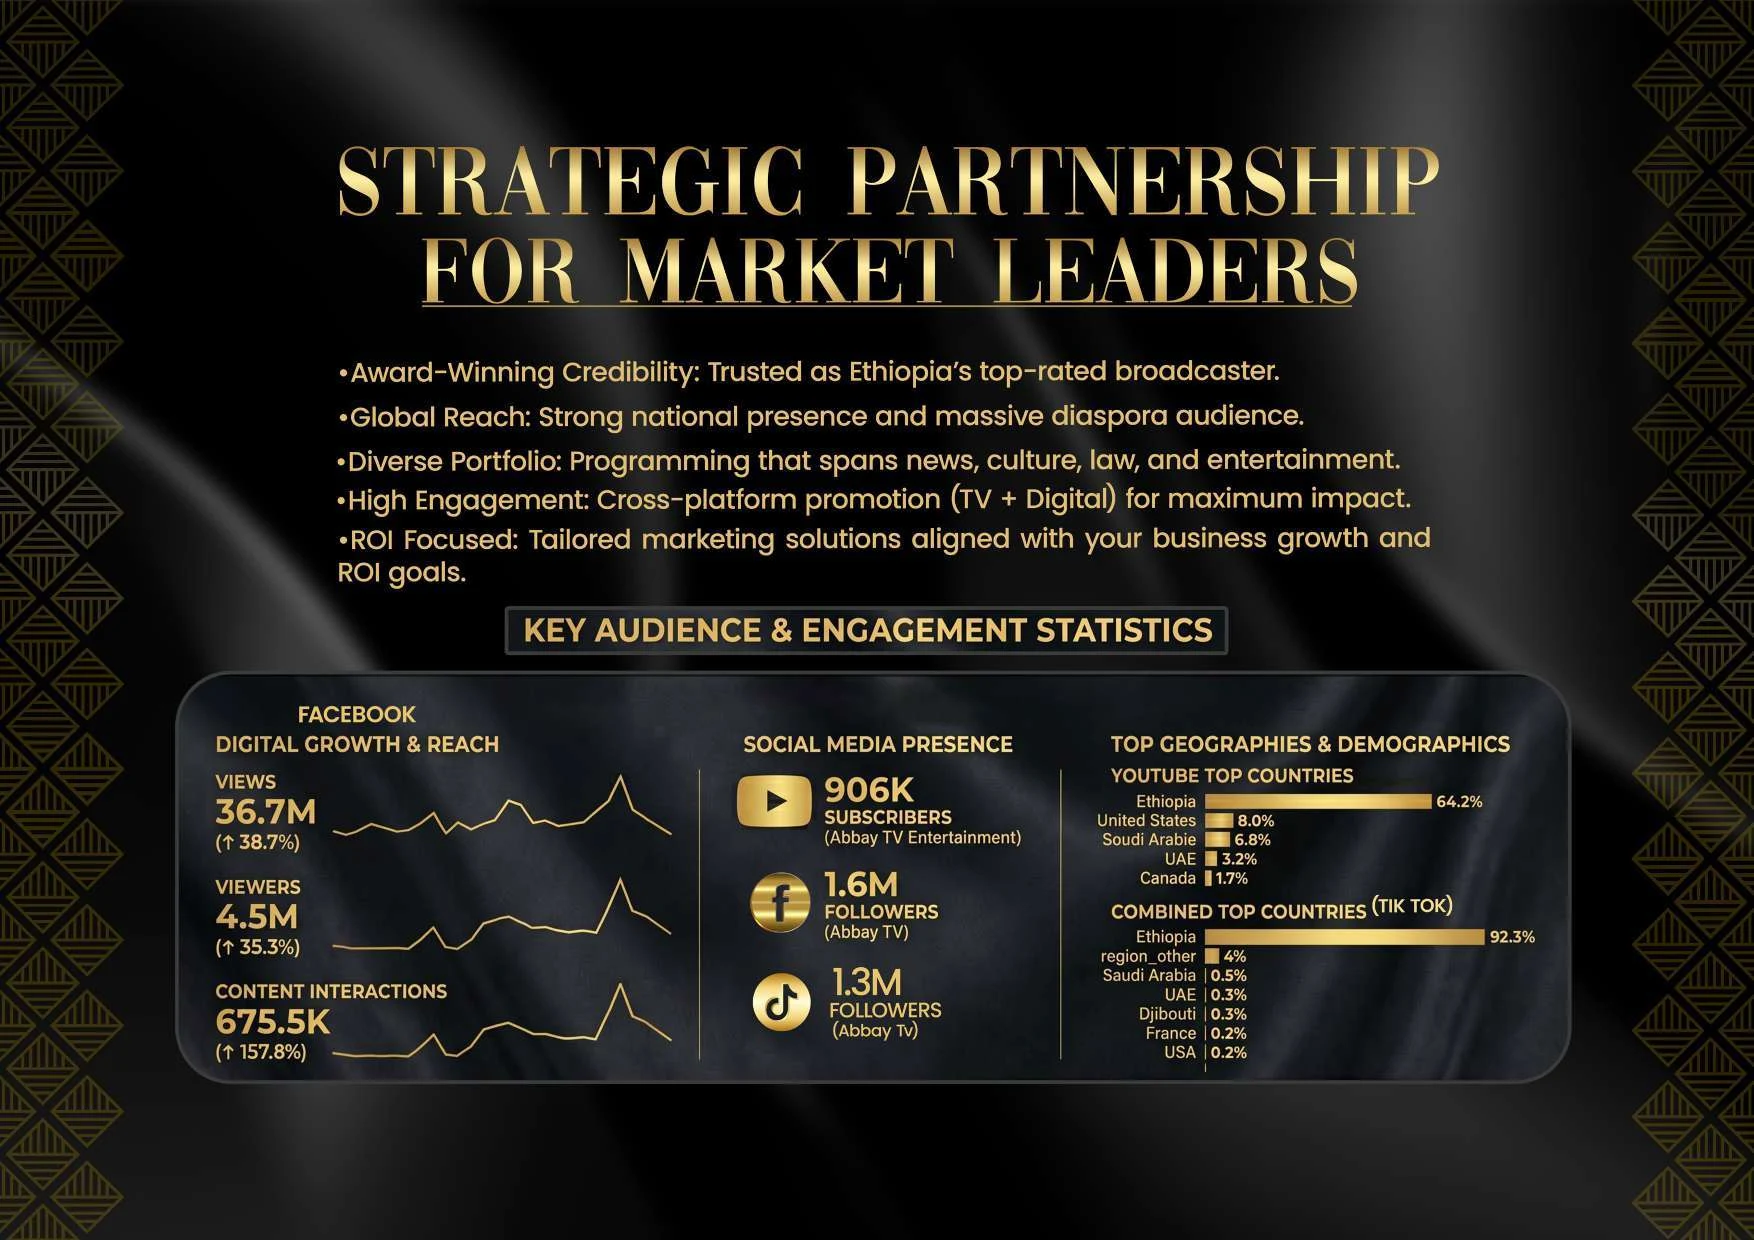 STRATEGIC PARTNERSHIP
FOR MARKET LEADERS
•Award-Winning Credibility: Trusted as Ethiopia’s top-rated broadcaster.
•Global Reach: Strong national presence and massive diaspora audience.
•Diverse Portfolio: Programming that spans news, culture, law, and entertainment.
•High Engagement: Cross-platform promotion (TV + Digital) for maximum impact.
•ROI Focused: Tailored marketing solutions aligned with your business growth and
ROI goals.
KEY AUDIENCE & ENGAGEMENT STATISTICS
FACEBOOK
DIGITAL GROWTH & REACH
VIEWS
36.7M
(↑ 38.7%)
VIEWERS
4.5M
(↑ 35.3%)
CONTENT INTERACTIONS
675.5K
(↑ 157.8%)
SOCIAL MEDIA PRESENCE
906K
SUBSCRIBERS
(Abbay TV Entertainment)
1.6M
FOLLOWERS
(Abbay TV)
1.3M
FOLLOWERS
(Abbay Tv)
TOP GEOGRAPHIES & DEMOGRAPHICS
YOUTUBE TOP COUNTRIES
Ethiopia 64.2%
United States 8.0%
Soudi Arabie 6.8%
UAE 3.2%
Canada 1.7%
COMBINED TOP COUNTRIES (TIK TOK)
Ethiopia 92.3%
region_other 4%
Saudi Arabia 0.5%
UAE 0.3%
Djibouti 0.3%
France 0.2%
USA 0.2%